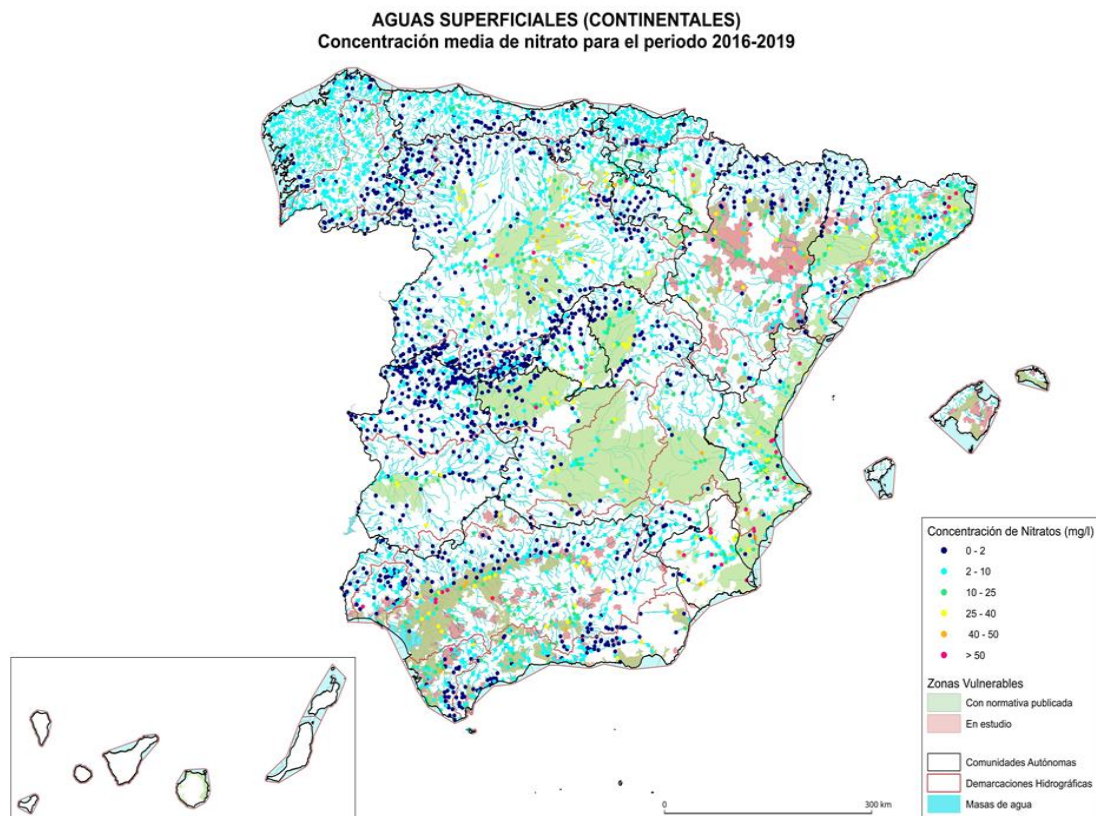 AGUAS SUPERFICIALES (CONTINENTALES)
Concentración media de nitrato para el periodo 2016-2019
Concentración de Nitratos (mg/l)
0 - 2
2 - 10
10 - 25
25 - 40
40 - 50
> 50
Zonas Vulnerables
Con normativa publicada
En estudio
Comunidades Autónomas
Demarcaciones Hidrográficas
Masas de agua
0 300 km